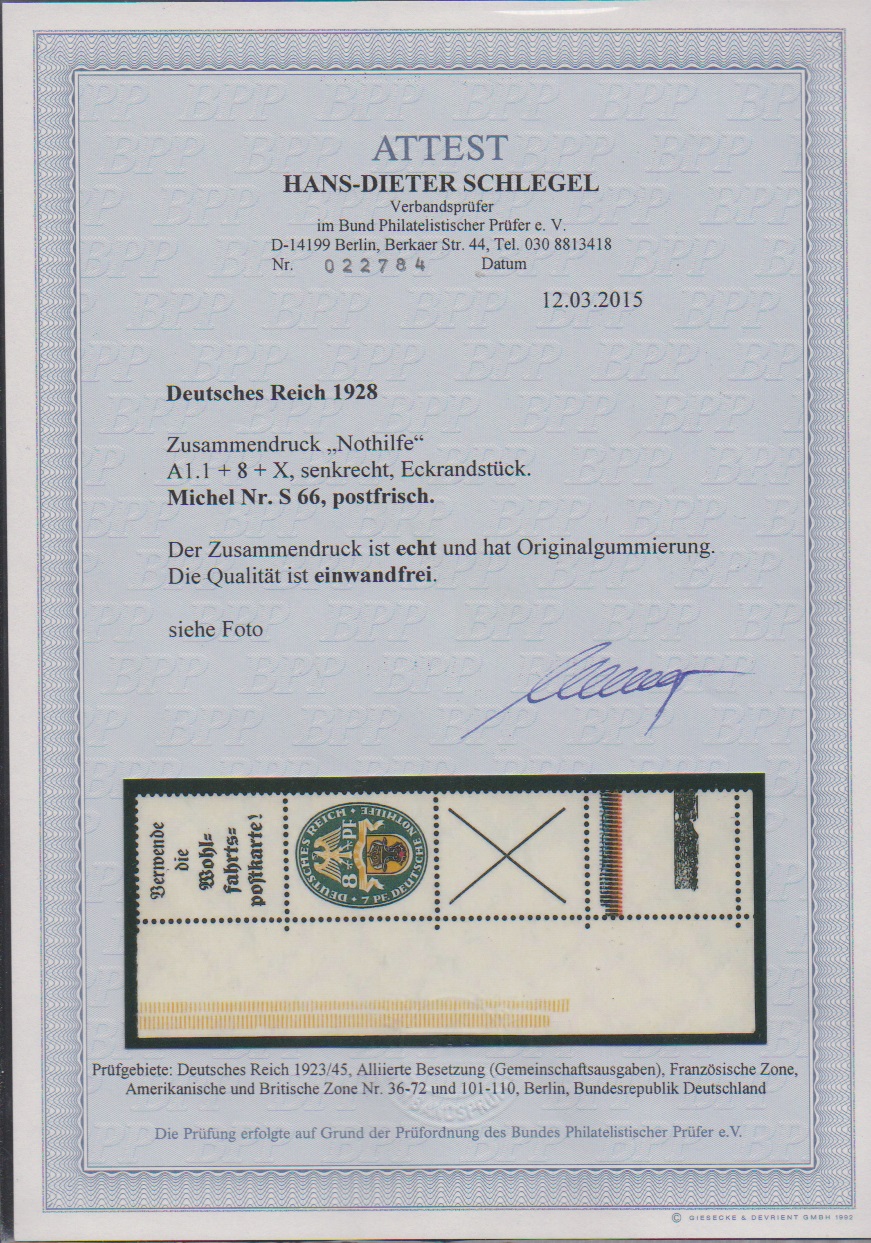 ATTEST
HANS-DIETER SCHLEGEL
Verbandsprüfer
im Bund Philatelistischer Prüfer e. V.
D-14199 Berlin, Berkaer Str. 44, Tel. 030 8813418
Nr. 022784 Datum
12.03.2015
Deutsches Reich 1928
Zusammendruck „Nothilfe“
A1.1 + 8 + X, senkrecht, Eckrandstück.
Michel Nr. S 66, postfrisch.
Der Zusammendruck ist echt und hat Originalgummierung.
Die Qualität ist einwandfrei.
siehe Foto
Verwende
die
Wohl=
fahrts=
postkarte!
DEUTSCHES REICH • DEUTSCHE NOTHILFE
8 + 7 PF
Prüfgebiete: Deutsches Reich 1923/45, Alliierte Besetzung (Gemeinschaftsausgaben), Französische Zone,
Amerikanische und Britische Zone Nr. 36-72 und 101-110, Berlin, Bundesrepublik Deutschland
Die Prüfung erfolgte auf Grund der Prüfordnung des Bundes Philatelistischer Prüfer e.V.
© GIESECKE & DEVRIENT GMBH 1992